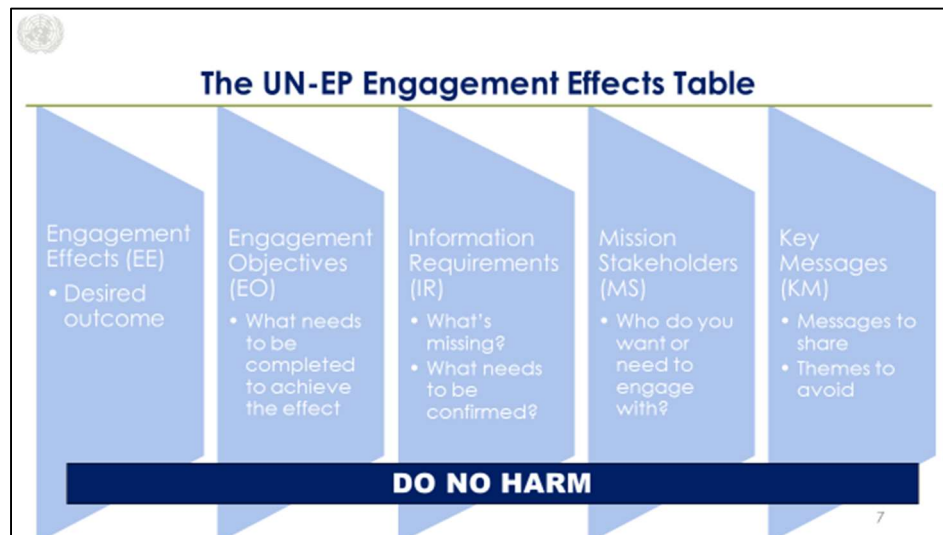 The UN-EP Engagement Effects Table
Engagement
Effects (EE)
• Desired
outcome
Engagement
Objectives
(EO)
• What needs
to be
completed
to achieve
the effect
Information
Requirements
(IR)
• What's
missing?
• What needs
to be
confirmed?
Mission
Stakeholders
(MS)
• Who do you
want or
need to
engage
with?
Key
Messages
(KM)
• Messages to
share
• Themes to
avoid
DO NO HARM
7